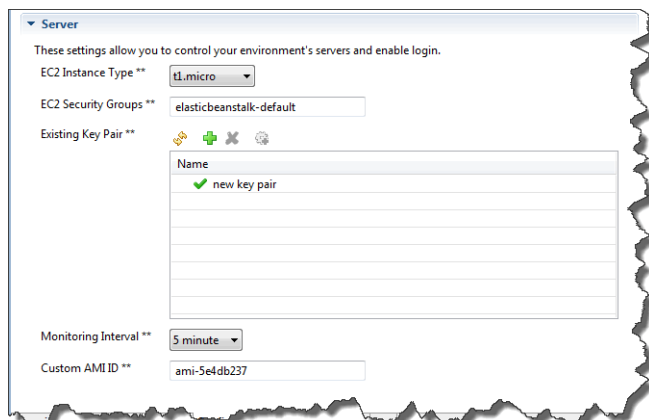 Server
These settings allow you to control your environment's servers and enable login.
EC2 Instance Type ** t1.micro
EC2 Security Groups ** elasticbeanstalk-default
Existing Key Pair **
Name
new key pair
Monitoring Interval ** 5 minute
Custom AMI ID ** ami-5e4db237